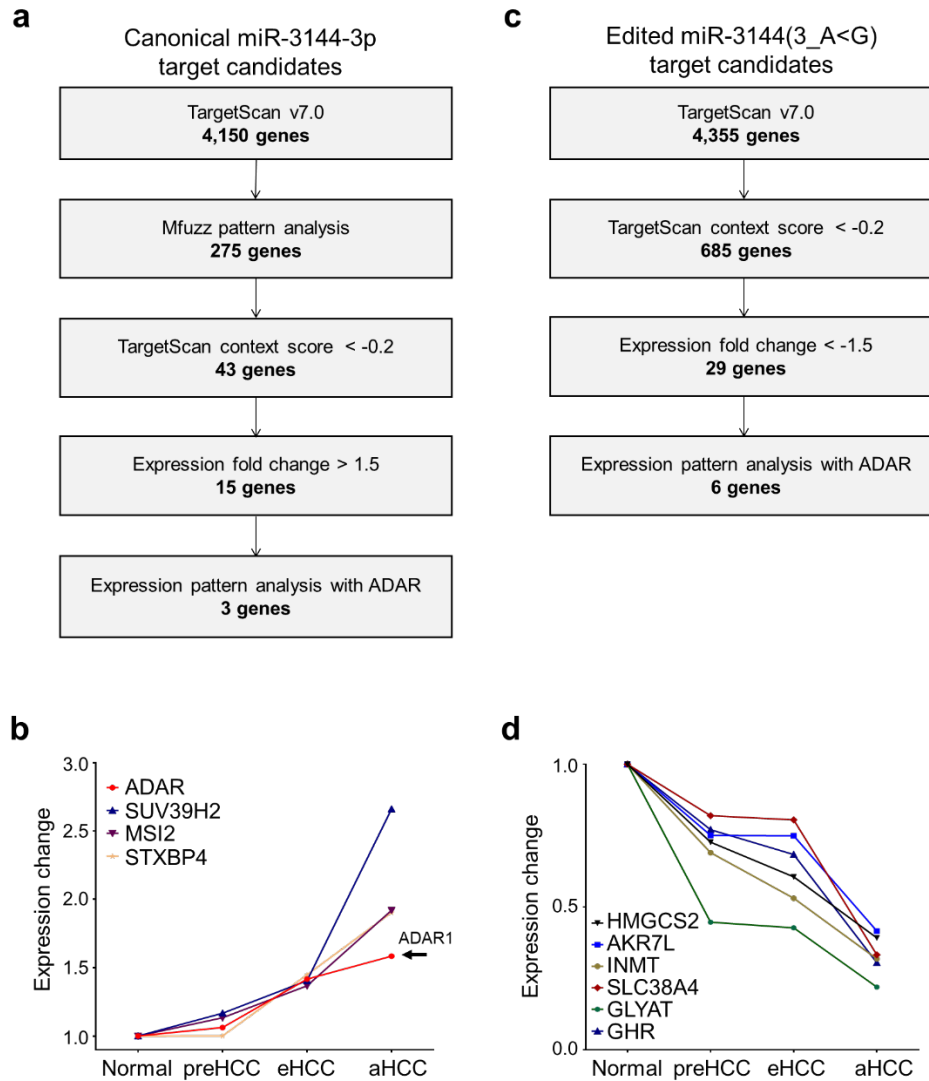 a
Canonical miR-3144-3p
target candidates
TargetScan v7.0
4,150 genes
Mfuzz pattern analysis
275 genes
TargetScan context score < -0.2
43 genes
Expression fold change > 1.5
15 genes
Expression pattern analysis with ADAR
3 genes
c
Edited miR-3144(3_A<G)
target candidates
TargetScan v7.0
4,355 genes
TargetScan context score < -0.2
685 genes
Expression fold change < -1.5
29 genes
Expression pattern analysis with ADAR
6 genes
b
Expression change
3.0
2.5
2.0
1.5
1.0
ADAR
SUV39H2
MSI2
STXBP4
ADAR1
Normal preHCC eHCC aHCC
d
Expression change
1.0
0.5
0.0
HMGCS2
AKR7L
INMT
SLC38A4
GLYAT
GHR
Normal preHCC eHCC aHCC